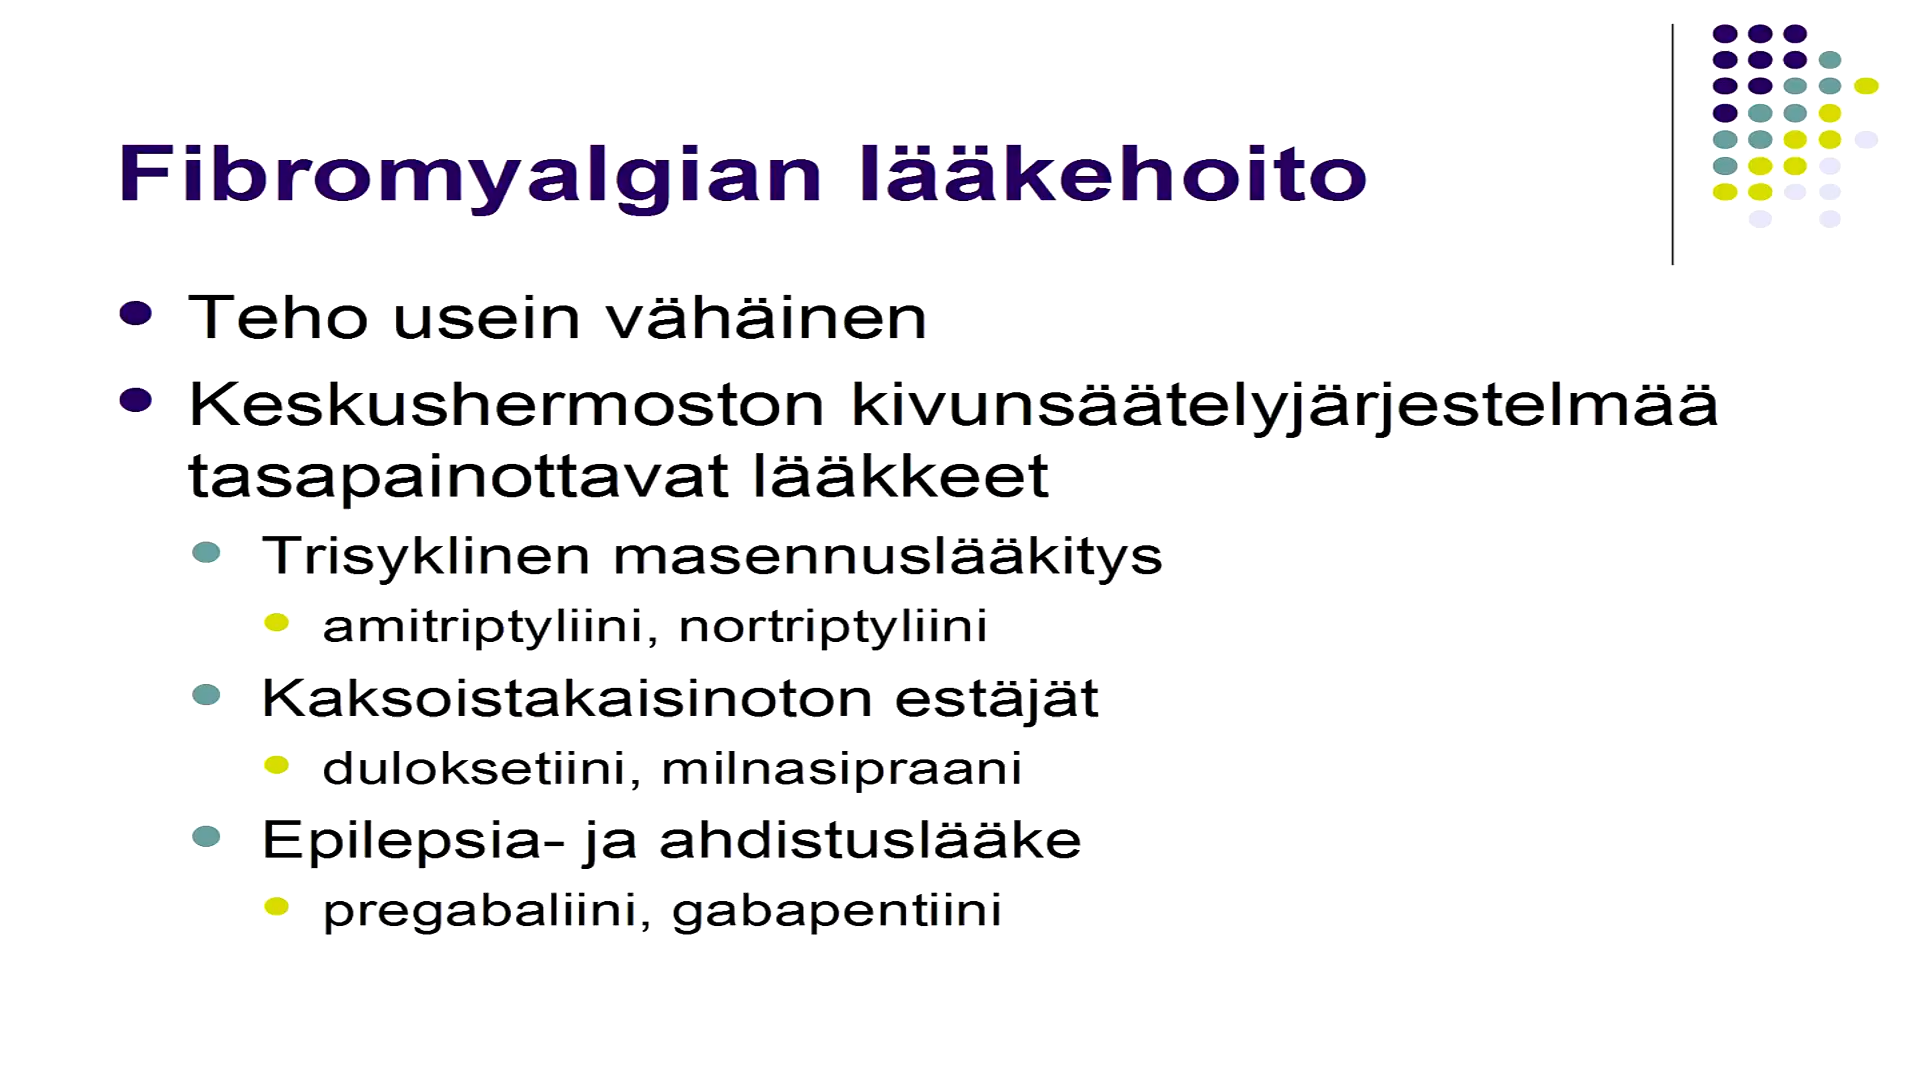 Fibromyalgian lääkehoito
Teho usein vähäinen
Keskushermoston kivunsäätelyjärjestelmää
tasapainottavat lääkkeet
Trisyklinen masennuslääkitys
amitriptyliini, nortriptyliini
Kaksoistakaisinoton estäjät
duloksetiini, milnasipraani
Epilepsia- ja ahdistuslääke
pregabaliini, gabapentiini